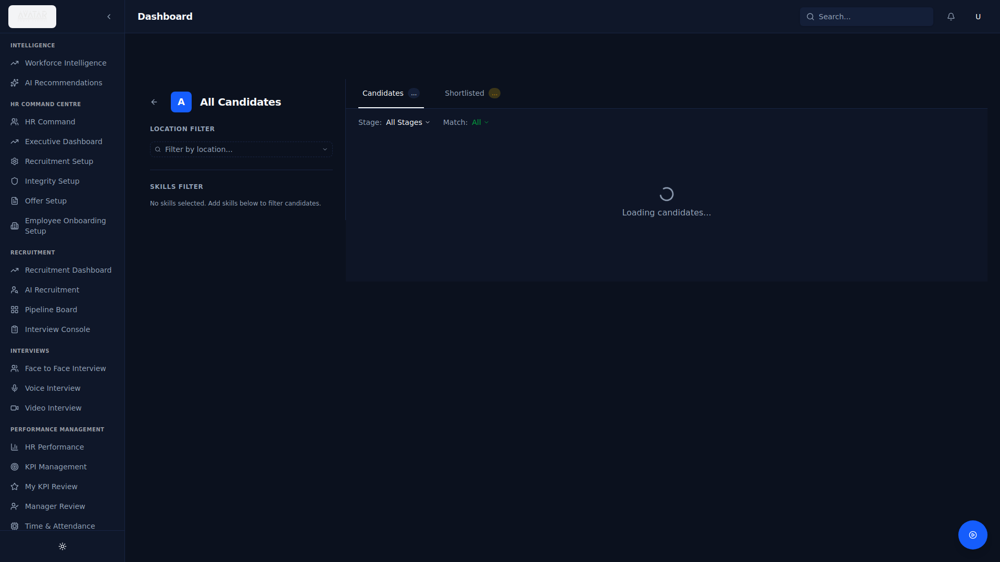 AVATAR
INTELLIGENCE
Workforce Intelligence
AI Recommendations
HR COMMAND CENTRE
HR Command
Executive Dashboard
Recruitment Setup
Integrity Setup
Offer Setup
Employee Onboarding
Setup
RECRUITMENT
Recruitment Dashboard
AI Recruitment
Pipeline Board
Interview Console
INTERVIEWS
Face to Face Interview
Voice Interview
Video Interview
PERFORMANCE MANAGEMENT
HR Performance
KPI Management
My KPI Review
Manager Review
Time & Attendance
Dashboard
Search...
U
A
All Candidates
LOCATION FILTER
Filter by location...
SKILLS FILTER
No skills selected. Add skills below to filter candidates.
Candidates ...
Shortlisted ...
Stage: All Stages
Match: All
Loading candidates...